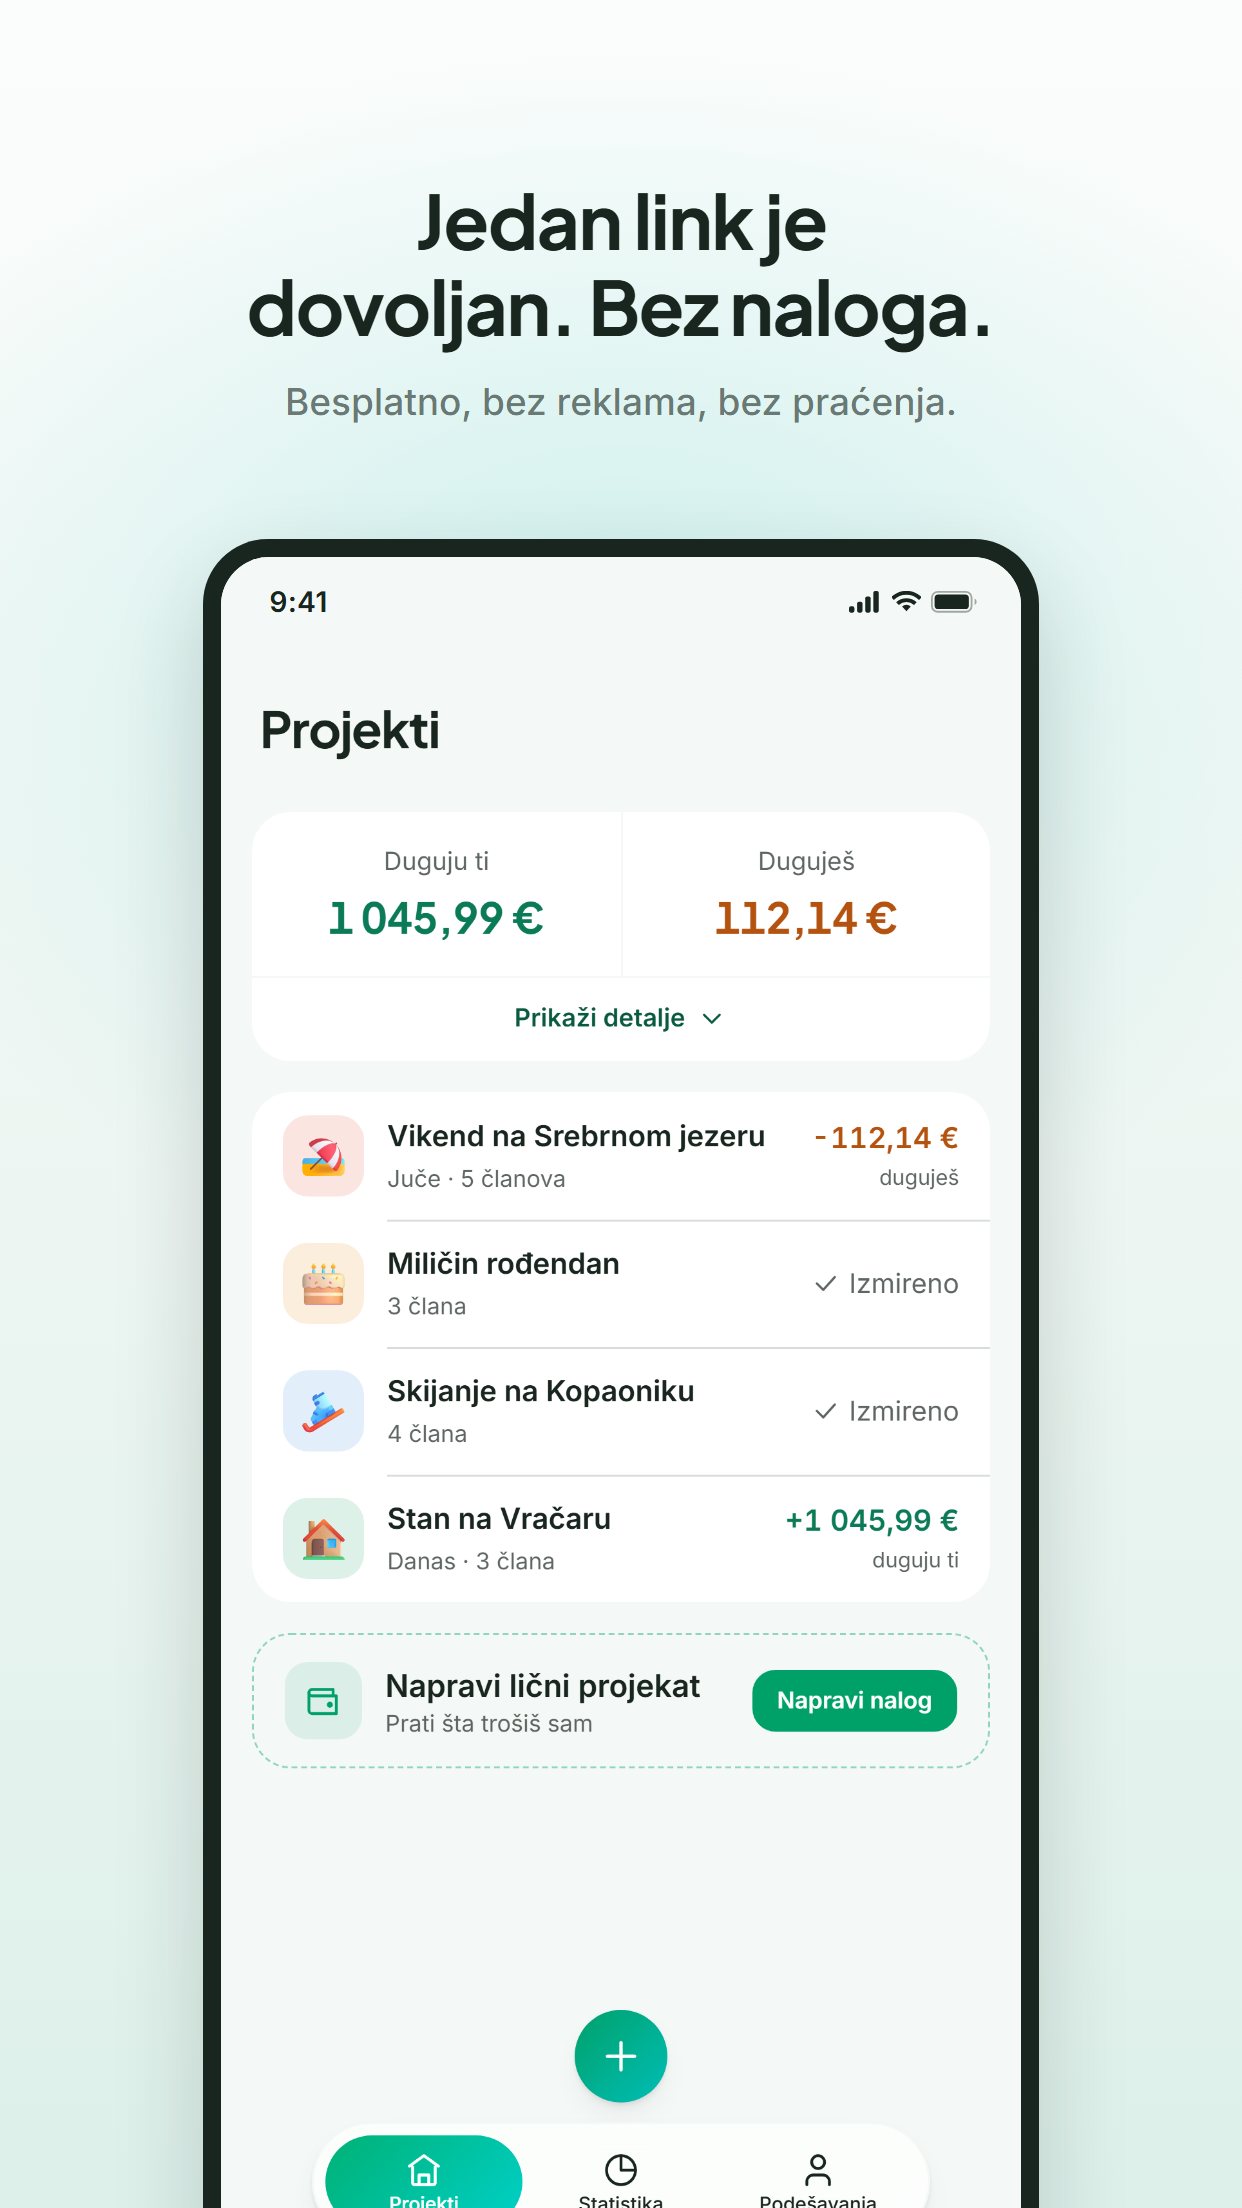 Jedan link je
dovoljan. Bez naloga.
Besplatno, bez reklama, bez praćenja.
9:41
Projekti
Duguju ti
1 045,99 €
Duguješ
112,14 €
Prikaži detalje
Vikend na Srebrnom jezeru
-112,14 €
Juče · 5 članova
duguješ
Miličin rođendan
3 člana
Izmireno
Skijanje na Kopaoniku
4 člana
Izmireno
Stan na Vračaru
+1 045,99 €
Danas · 3 člana
duguju ti
Napravi lični projekat
Prati šta trošiš sam
Napravi nalog
Projekti
Statistika
Podešavanja